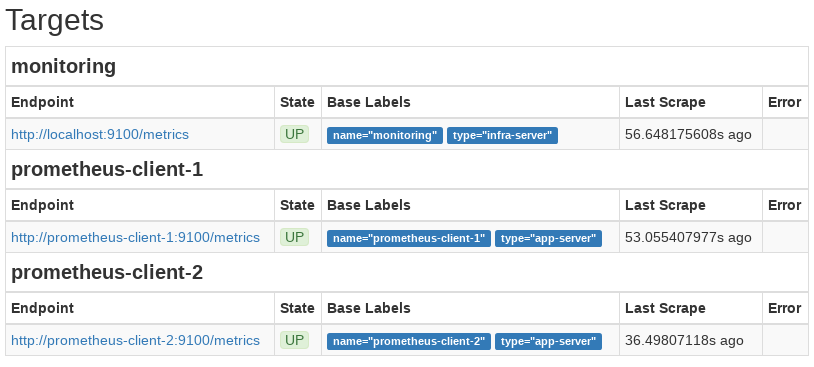 Targets
monitoring
Endpoint State Base Labels Last Scrape Error
http://localhost:9100/metrics UP name="monitoring" type="infra-server" 56.648175608s ago
prometheus-client-1
Endpoint State Base Labels Last Scrape Error
http://prometheus-client-1:9100/metrics UP name="prometheus-client-1" type="app-server" 53.055407977s ago
prometheus-client-2
Endpoint State Base Labels Last Scrape Error
http://prometheus-client-2:9100/metrics UP name="prometheus-client-2" type="app-server" 36.49807118s ago